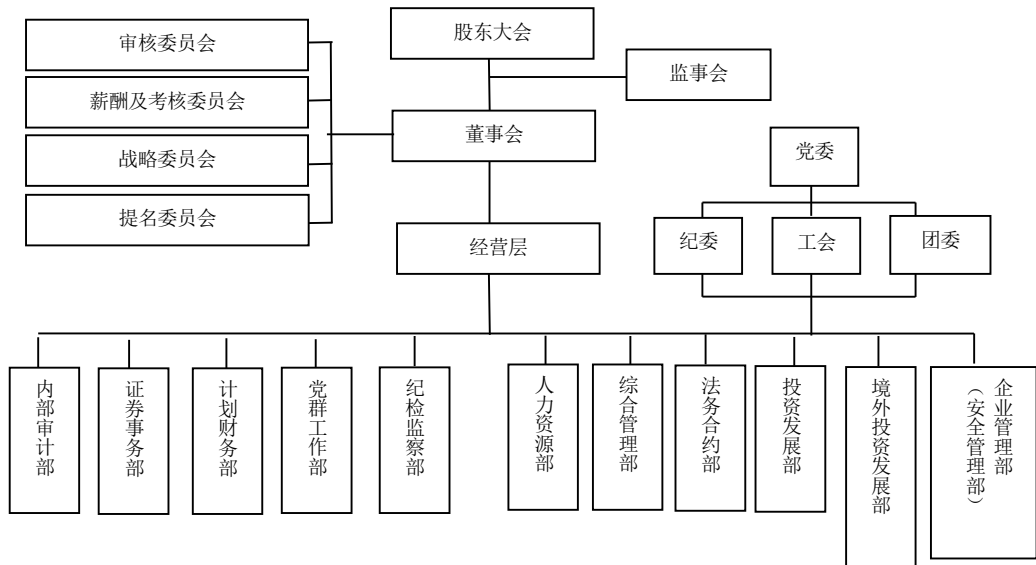 股东大会
审核委员会
监事会
薪酬及考核委员会
董事会
党委
战略委员会
提名委员会
经营层
纪委
工会
团委
内部审计部
证券事务部
计划财务部
党群工作部
纪检监察部
人力资源部
综合管理部
法务合约部
投资发展部
境外投资发展部
企业管理部
（安全管理部）